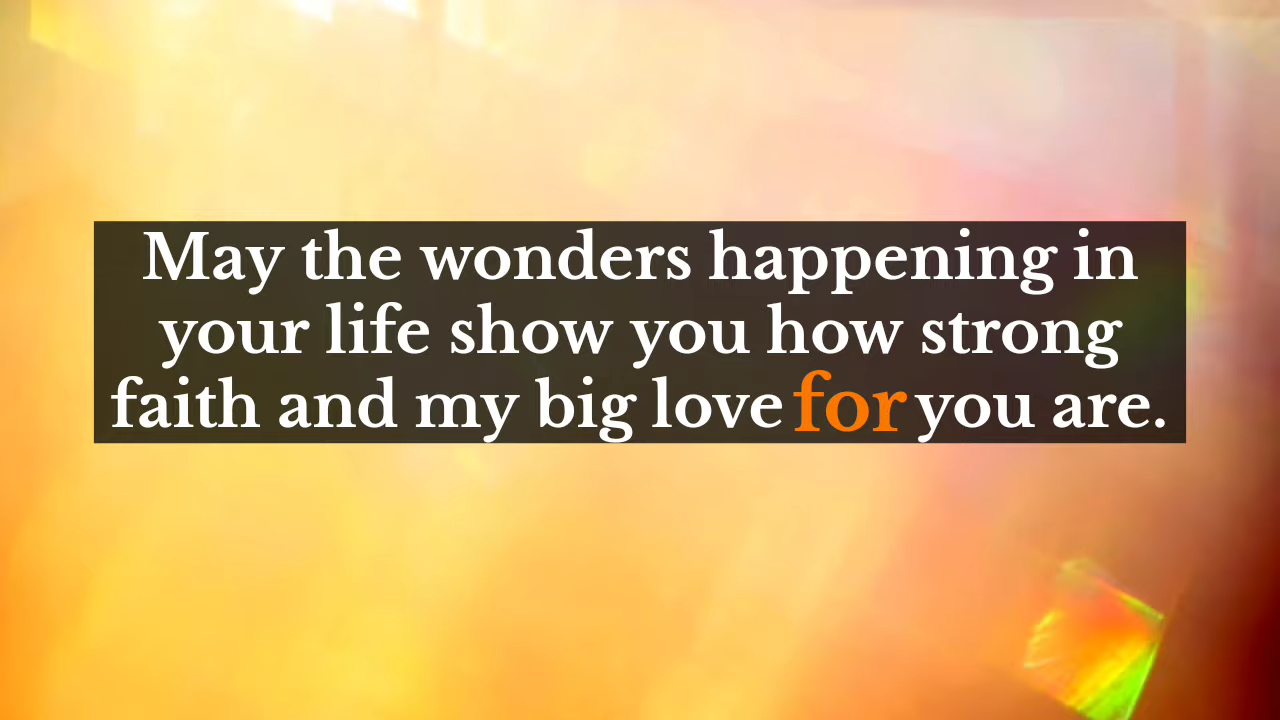 May the wonders happening in
your life show you how strong
faith and my big love for you are.